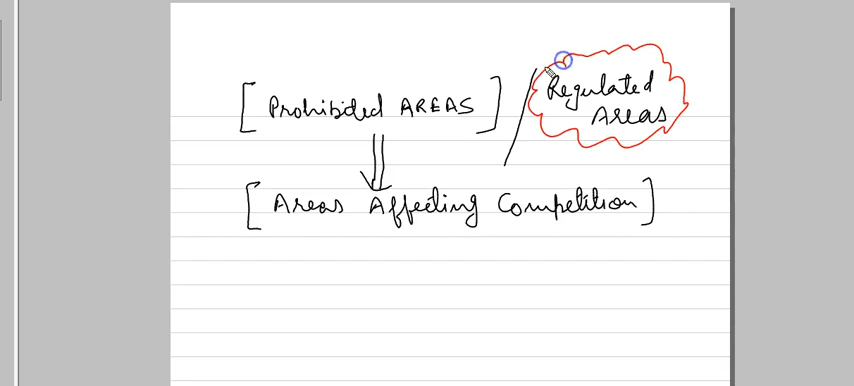 [ Prohibited AREAS ] / Regulated
Areas
[ Areas Affecting Competition ]